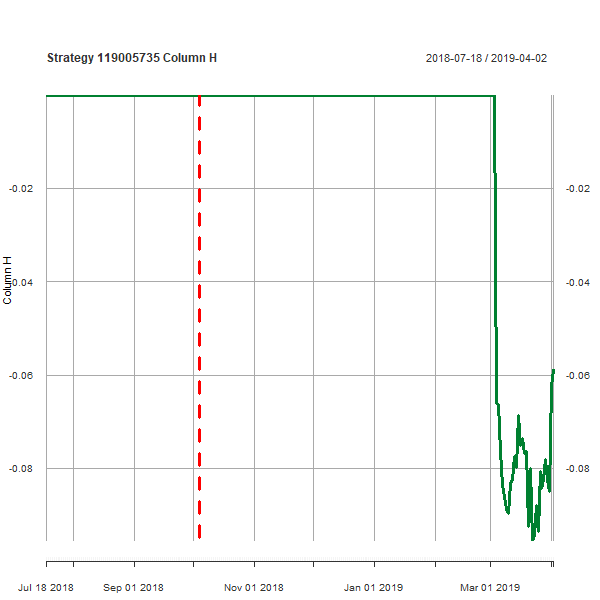 Strategy 119005735 Column H
2018-07-18 / 2019-04-02
-0.02
-0.02
-0.04
-0.04
Column H
-0.06
-0.06
-0.08
-0.08
Jul 18 2018
Sep 01 2018
Nov 01 2018
Jan 01 2019
Mar 01 2019